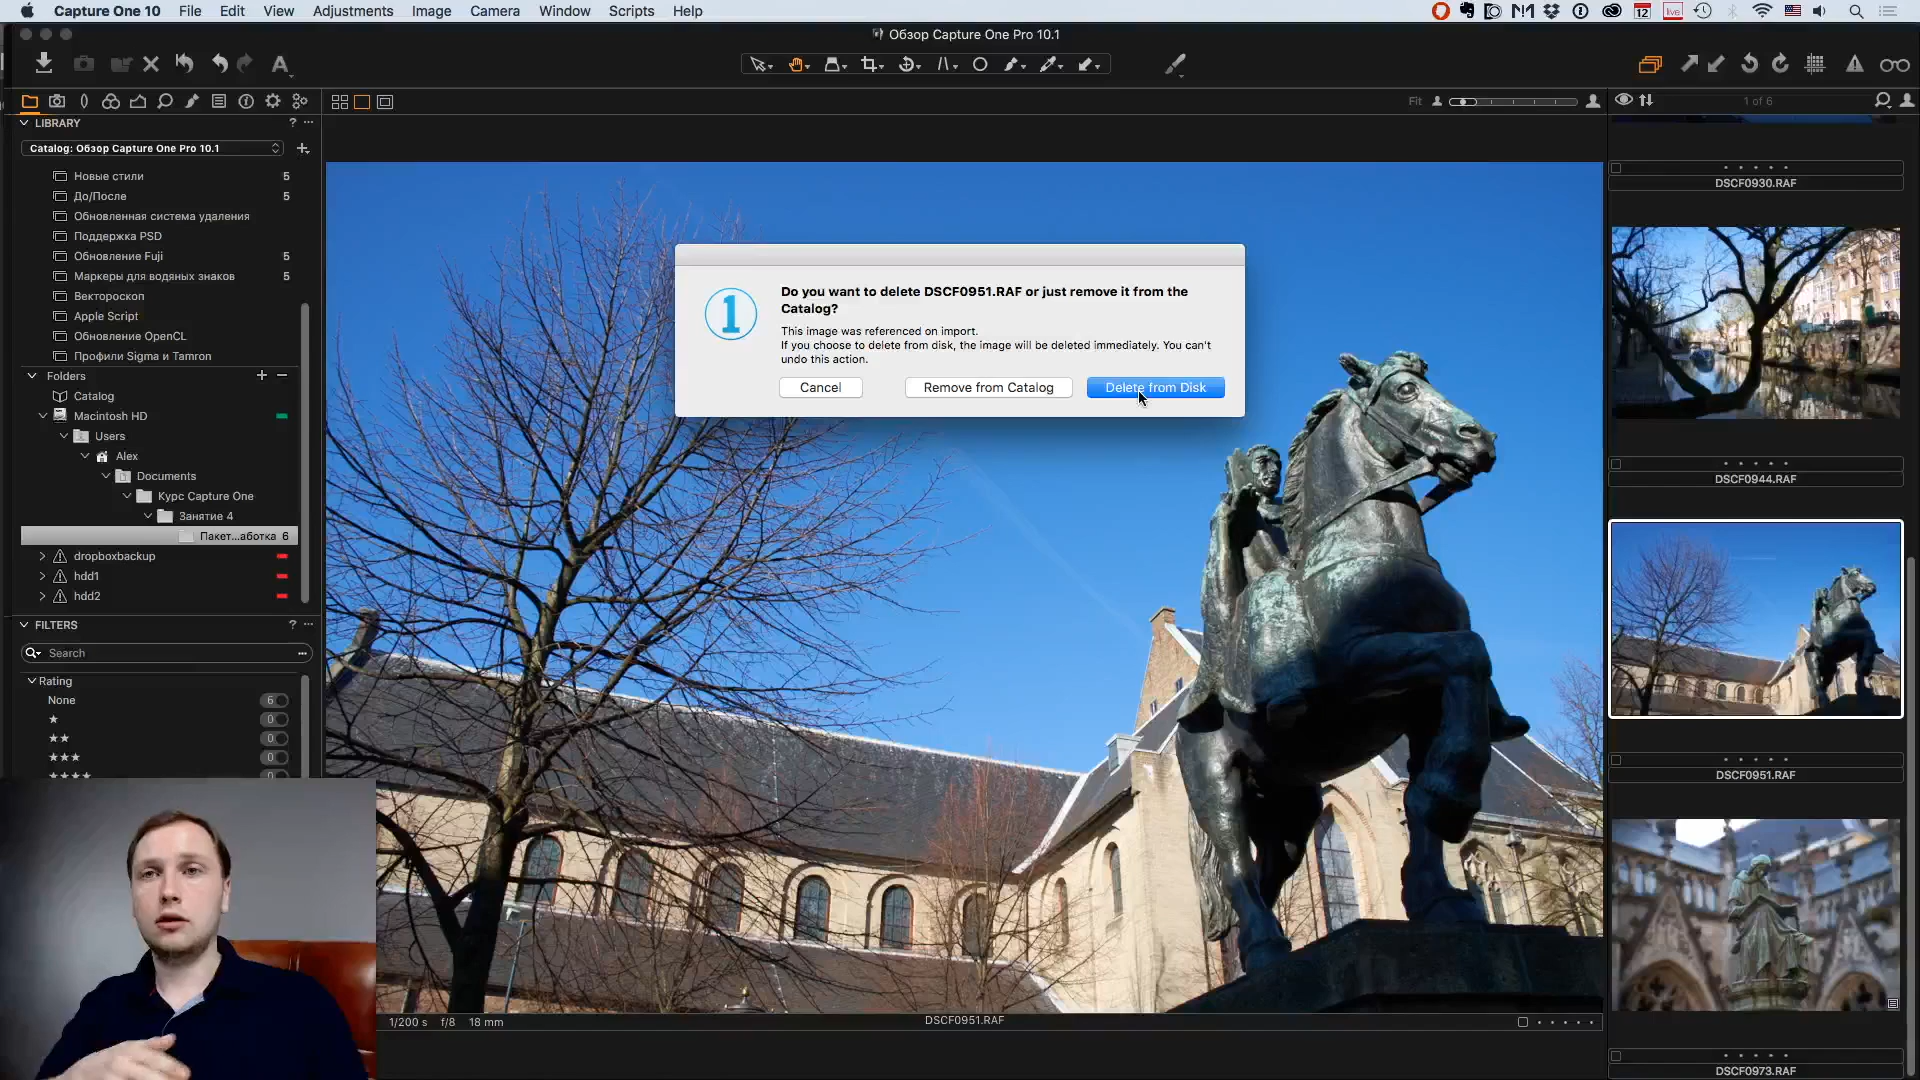 Capture One 10 File Edit View Adjustments Image Camera Window Scripts Help
12 live
Обзор Capture One Pro 10.1
A
LIBRARY ?
Fit
1 of 6
Catalog: Обзор Capture One Pro 10.1
Новые стили 5
До/После 5
Обновленная система удаления
Поддержка PSD
Обновление Fuji 5
Маркеры для водяных знаков 5
Вектороскоп
Apple Script
Обновление OpenCL
Профили Sigma и Tamron
Folders
Catalog
Macintosh HD
Users
Alex
Documents
Курс Capture One
Занятие 4
Пакет...аботка 6
dropboxbackup
hdd1
hdd2
FILTERS ?
Search
Rating
None 6
★ 0
★★ 0
★★★ 0
★★★★ 0
1
Do you want to delete DSCF0951.RAF or just remove it from the
Catalog?
This image was referenced on import.
If you choose to delete from disk, the image will be deleted immediately. You can't
undo this action.
Cancel Remove from Catalog Delete from Disk
1/200 s f/8 18 mm
DSCF0951.RAF
DSCF0930.RAF
DSCF0944.RAF
DSCF0951.RAF
DSCF0973.RAF